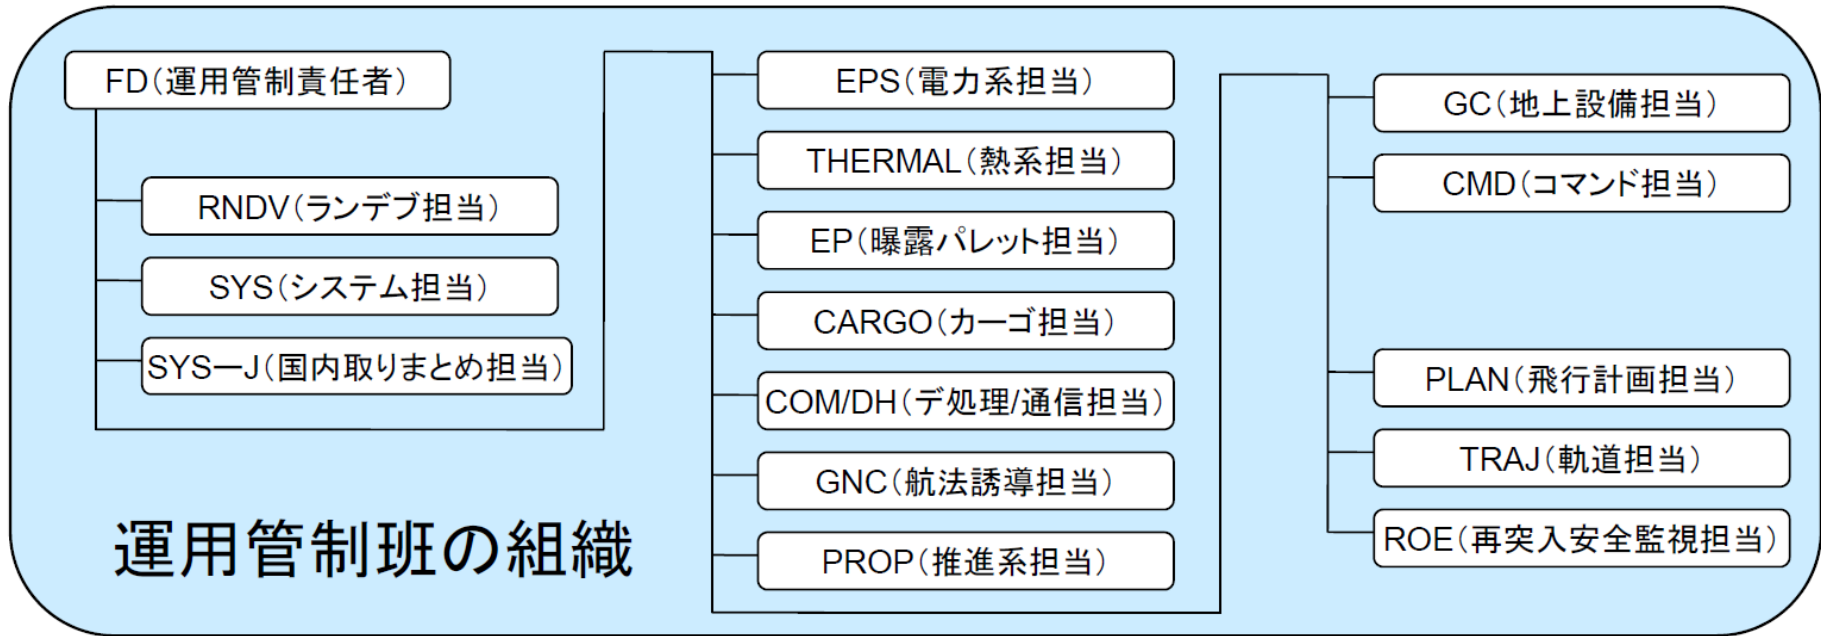 FD(運用管制責任者)
RNDV(ランデブ担当)
SYS(システム担当)
SYSーJ(国内取りまとめ担当)
運用管制班の組織
EPS(電力系担当)
THERMAL(熱系担当)
EP(曝露パレット担当)
CARGO(カーゴ担当)
COM/DH(デ処理/通信担当)
GNC(航法誘導担当)
PROP(推進系担当)
GC(地上設備担当)
CMD(コマンド担当)
PLAN(飛行計画担当)
TRAJ(軌道担当)
ROE(再突入安全監視担当)